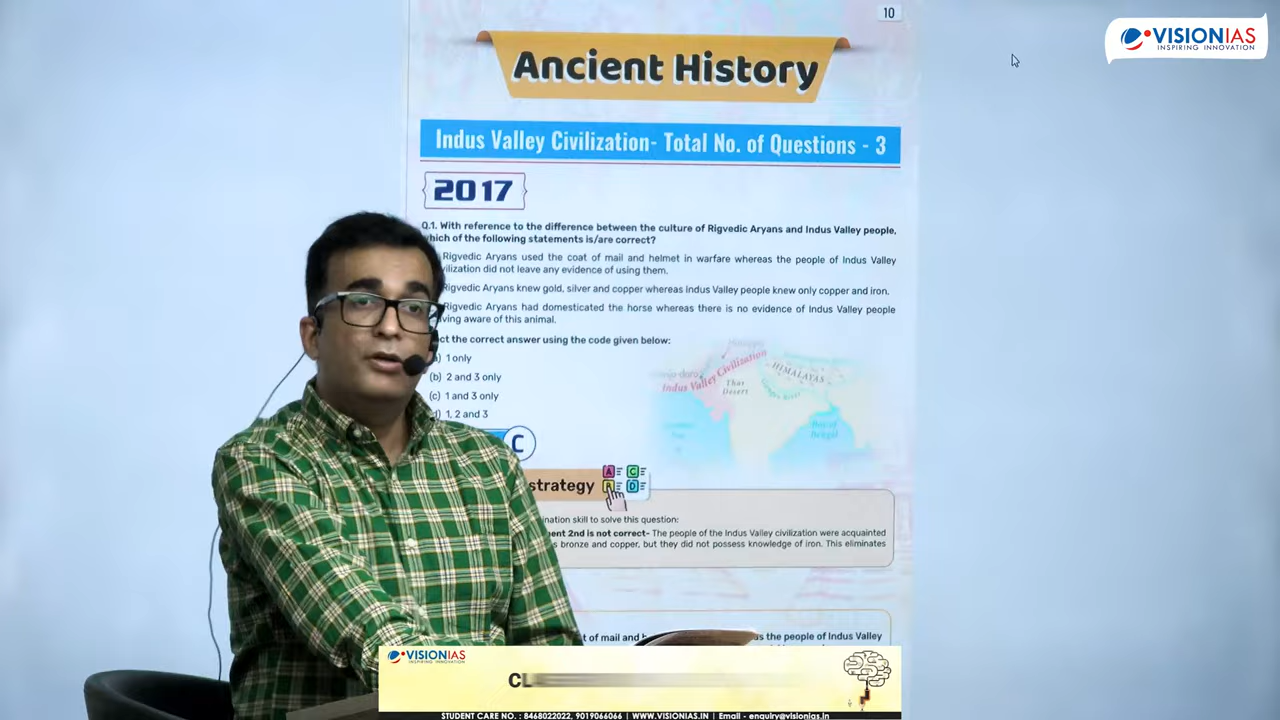 10
VISIONIAS
INSPIRING INNOVATION
Ancient History
Indus Valley Civilization- Total No. of Questions - 3
2017
Q.1. With reference to the difference between the culture of Rigvedic Aryans and Indus Valley people,
which of the following statements is/are correct?
Rigvedic Aryans used the coat of mail and helmet in warfare whereas the people of Indus Valley
did not leave any evidence of using them.
Rigvedic Aryans knew gold, silver and copper whereas Indus Valley people knew only copper and iron.
Rigvedic Aryans had domesticated the horse whereas there is no evidence of Indus Valley people
aware of this animal.
the correct answer using the code given below:
1 only
(b) 2 and 3 only
(c) 1 and 3 only
1, 2 and 3
Indus Valley Civilization
HIMALAYAS
Thar
Desert
Bay of
Bengal
C
strategy
A C
B D
skill to solve this question:
2nd is not correct- The people of the Indus Valley civilization were acquainted
bronze and copper, but they did not possess knowledge of iron. This eliminates
of mail and the people of Indus Valley
VISIONIAS
INSPIRING INNOVATION
CL
STUDENT CARE NO. : 8468022022, 9019066066 | WWW.VISIONIAS.IN | Email - enquiry@visionias.in